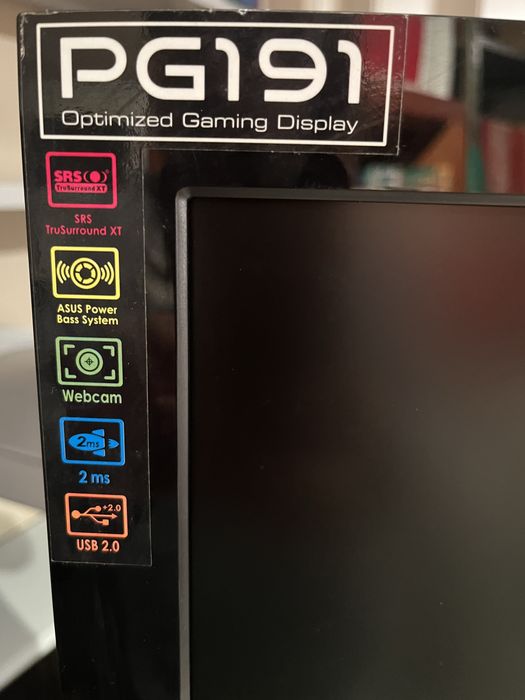 PG191
Optimized Gaming Display
SRS
TruSurround XT
SRS
TruSurround XT
ASUS Power
Bass System
Webcam
2ms
2 ms
+2.0
USB 2.0